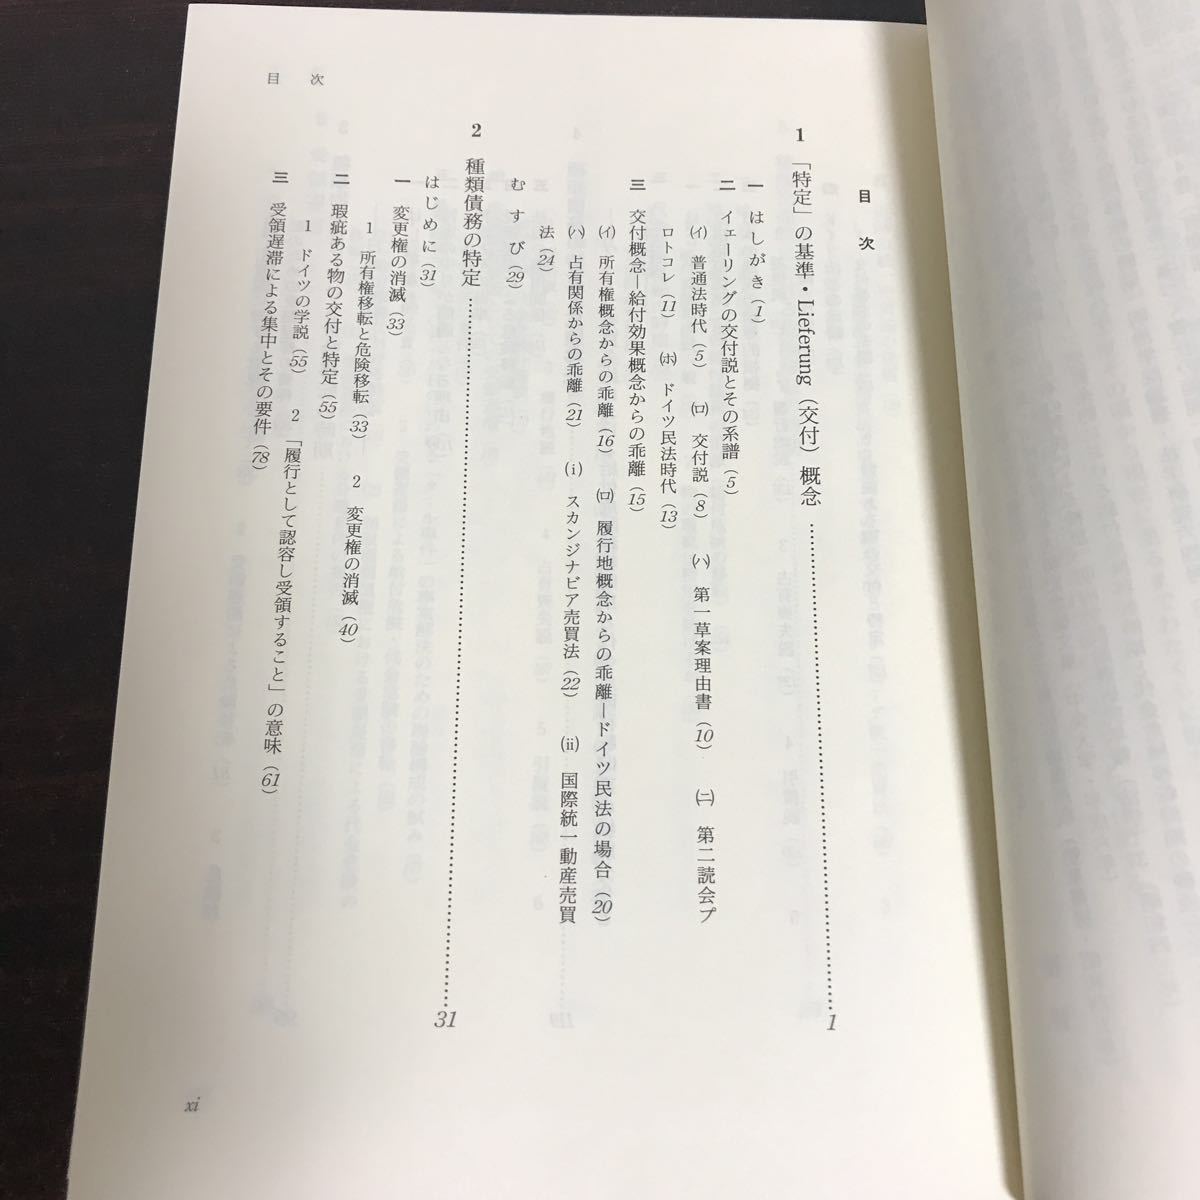 目　次
目　次
1　「特定」の基準・Lieferung（交付）概念……………………1
一　はしがき（1）
二　イェーリングの交付説とその系譜（5）
(イ)　普通法時代（5）　(ロ)　交付説（8）　(ハ)　第一草案理由書（10）　(ニ)　第二読会プ
ロトコレ（11）　(ホ)　ドイツ民法時代（13）
三　交付概念―給付効果概念からの乖離（15）
(イ)　所有権概念からの乖離（16）　(ロ)　履行地概念からの乖離―ドイツ民法の場合（20）
(ハ)　占有関係からの乖離（21）　(i)　スカンジナビア売買法（22）　(ii)　国際統一動産売買
法（24）
むすび（29）
2　種類債務の特定……………………31
はじめに（31）
一　変更権の消滅（33）
1　所有権移転と危険移転（33）　2　変更権の消滅（40）
二　瑕疵ある物の交付と特定（55）
1　ドイツの学説（55）　2　「履行として認容し受領すること」の意味（61）
三　受領遅滞による集中とその要件（78）
xi